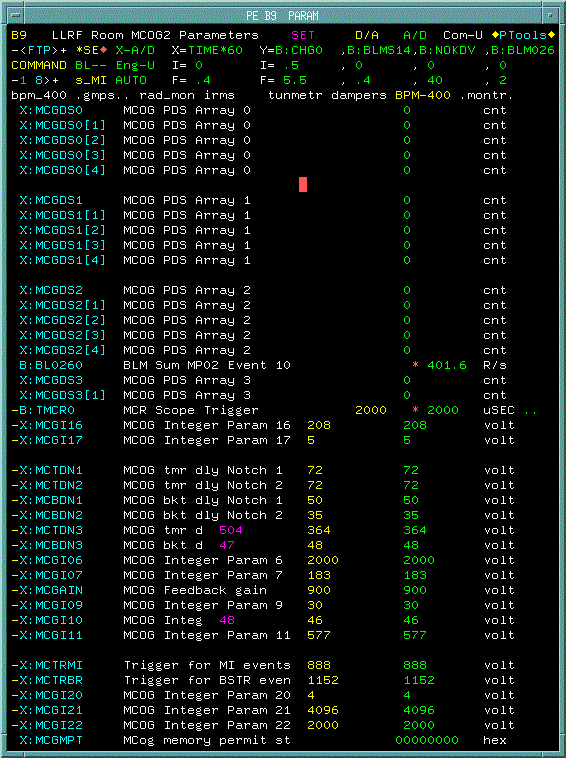 PE B9 PARAM
B9 LLRF Room MCOG2 Parameters SET D/A A/D Com-U ◆PTools◆
-<FTP>+ *SE◆ X-A/D X=TIME*60 Y=B:CHG0 ,B:BLMS14,B:NOKDV ,B:BLM026
COMMAND BL-- Eng-U I= 0 I= .5 , 0 , 0 , 0
-1 8>+ s_MI AUTO F= .4 F= 5.5 , .4 , 40 , 2
bpm_400 .gmps.. rad_mon irms tunmetr dampers BPM-400 .montr.
X:MCGDS0 MCOG PDS Array 0 0 cnt
X:MCGDS0[1] MCOG PDS Array 0 0 cnt
X:MCGDS0[2] MCOG PDS Array 0 0 cnt
X:MCGDS0[3] MCOG PDS Array 0 0 cnt
X:MCGDS0[4] MCOG PDS Array 0 0 cnt
X:MCGDS1 MCOG PDS Array 1 0 cnt
X:MCGDS1[1] MCOG PDS Array 1 0 cnt
X:MCGDS1[2] MCOG PDS Array 1 0 cnt
X:MCGDS1[3] MCOG PDS Array 1 0 cnt
X:MCGDS1[4] MCOG PDS Array 1 0 cnt
X:MCGDS2 MCOG PDS Array 2 0 cnt
X:MCGDS2[1] MCOG PDS Array 2 0 cnt
X:MCGDS2[2] MCOG PDS Array 2 0 cnt
X:MCGDS2[3] MCOG PDS Array 2 0 cnt
X:MCGDS2[4] MCOG PDS Array 2 0 cnt
B:BL0260 BLM Sum MP02 Event 10 * 401.6 R/s
X:MCGDS3 MCOG PDS Array 3 0 cnt
X:MCGDS3[1] MCOG PDS Array 3 0 cnt
-B:TMCR0 MCR Scope Trigger 2000 * 2000 uSEC ..
-X:MCGI16 MCOG Integer Param 16 208 208 volt
-X:MCGI17 MCOG Integer Param 17 5 5 volt
-X:MCTDN1 MCOG tmr dly Notch 1 72 72 volt
-X:MCTDN2 MCOG tmr dly Notch 2 72 72 volt
-X:MCBDN1 MCOG bkt dly Notch 1 50 50 volt
-X:MCBDN2 MCOG bkt dly Notch 2 35 35 volt
-X:MCTDN3 MCOG tmr d 504 364 364 volt
-X:MCBDN3 MCOG bkt d 47 48 48 volt
-X:MCGI06 MCOG Integer Param 6 2000 2000 volt
-X:MCGI07 MCOG Integer Param 7 183 183 volt
-X:MCGAIN MCOG Feedback gain 900 900 volt
-X:MCGI09 MCOG Integer Param 9 30 30 volt
-X:MCGI10 MCOG Integ 48 46 46 volt
-X:MCGI11 MCOG Integer Param 11 577 577 volt
-X:MCTRMI Trigger for MI events 888 888 volt
-X:MCTRBR Trigger for BSTR even 1152 1152 volt
-X:MCGI20 MCOG Integer Param 20 4 4 volt
-X:MCGI21 MCOG Integer Param 21 4096 4096 volt
-X:MCGI22 MCOG Integer Param 22 2000 2000 volt
X:MCGMPT MCog memory permit st 00000000 hex